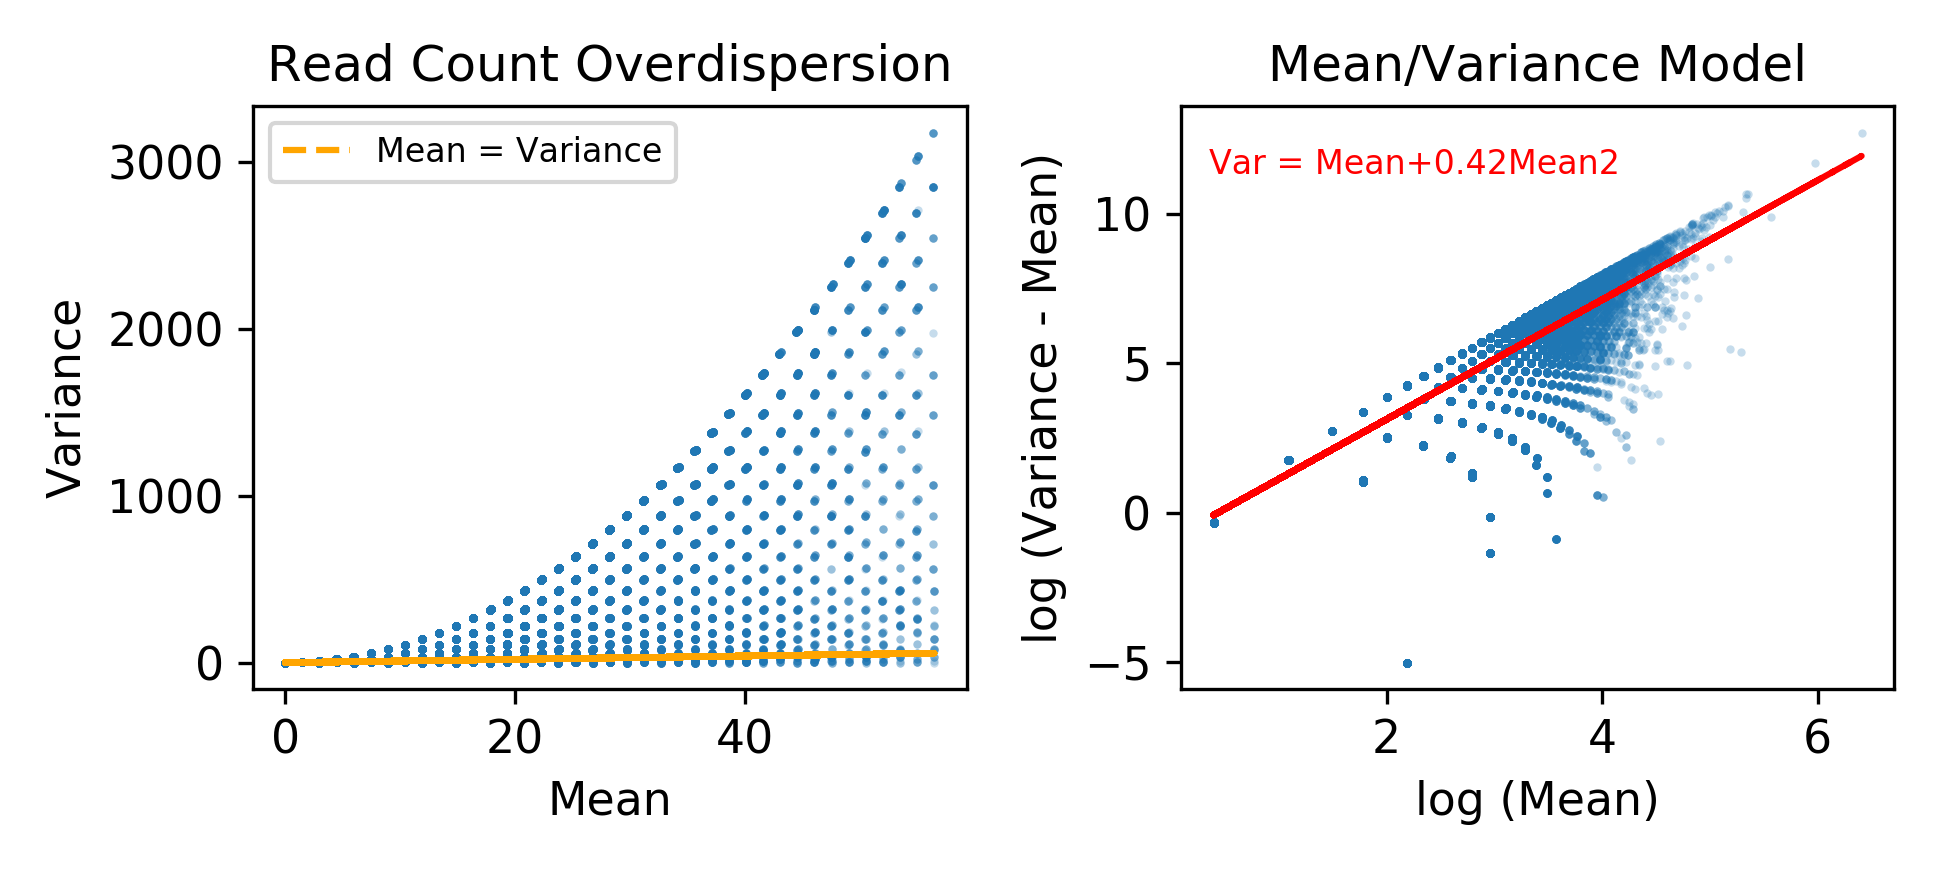 Read Count Overdispersion
Mean = Variance
3000
2000
1000
0
Variance
0 20 40
Mean
Mean/Variance Model
Var = Mean+0.42Mean2
10
5
0
−5
log (Variance - Mean)
2 4 6
log (Mean)